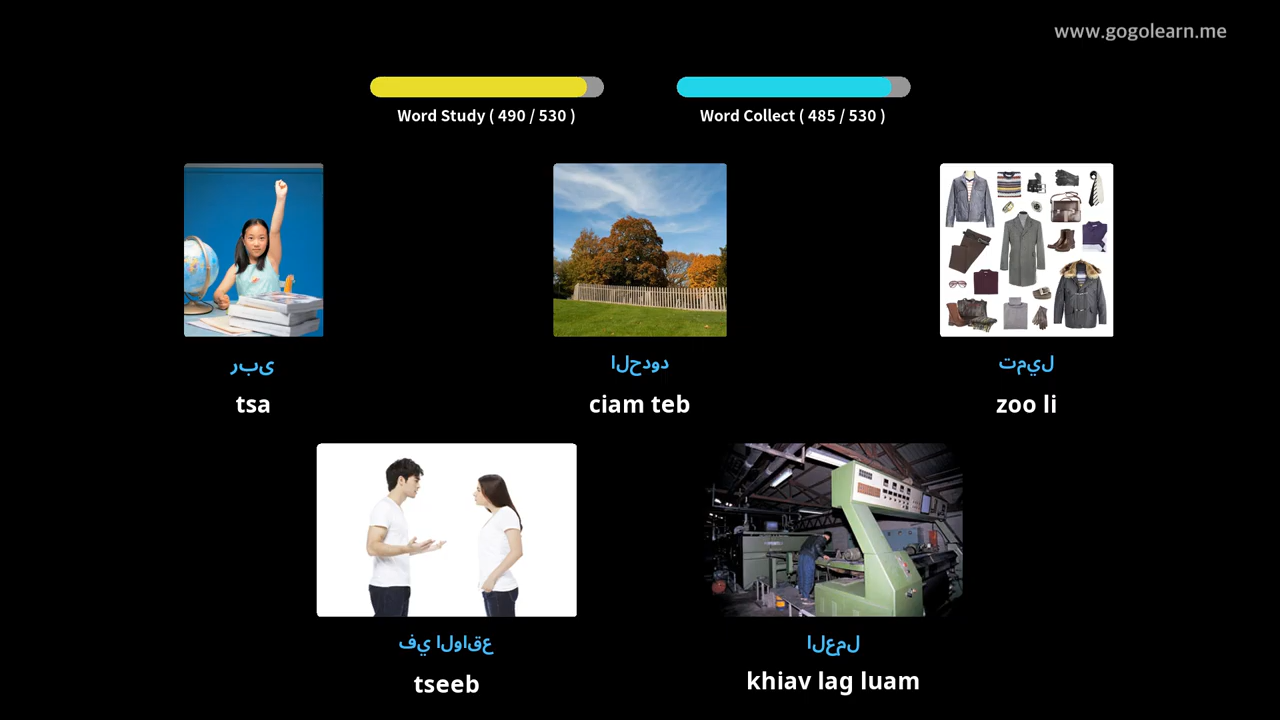 www.gogolearn.me
Word Study ( 490 / 530 )
Word Collect ( 485 / 530 )
ربى
tsa
الحدود
ciam teb
تميل
zoo li
في الواقع
tseeb
العمل
khiav lag luam